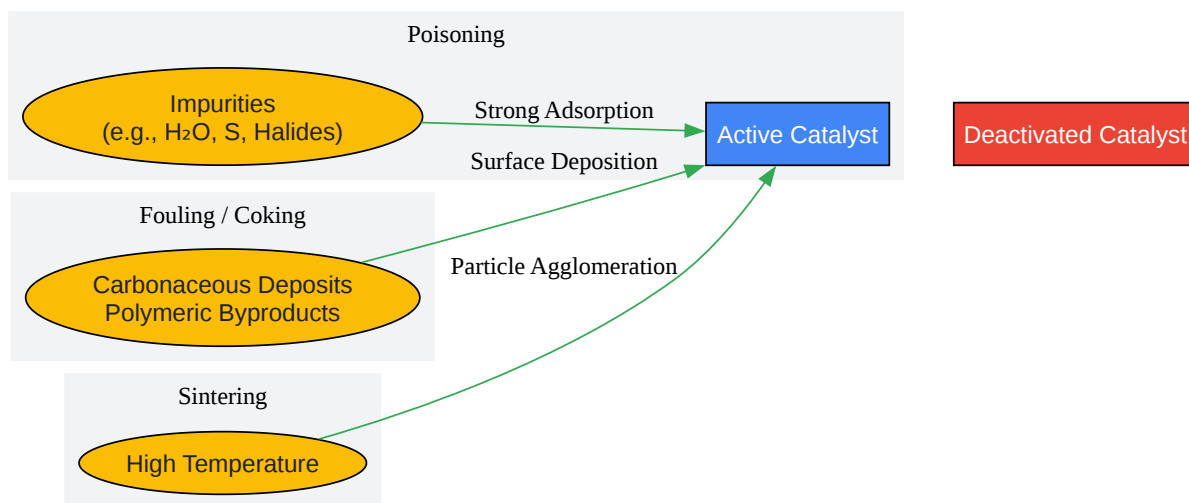 Poisoning
Impurities
(e.g., H₂O, S, Halides)
Strong Adsorption
Active Catalyst
Deactivated Catalyst
Surface Deposition
Fouling / Coking
Carbonaceous Deposits
Polymeric Byproducts
Particle Agglomeration
Sintering
High Temperature